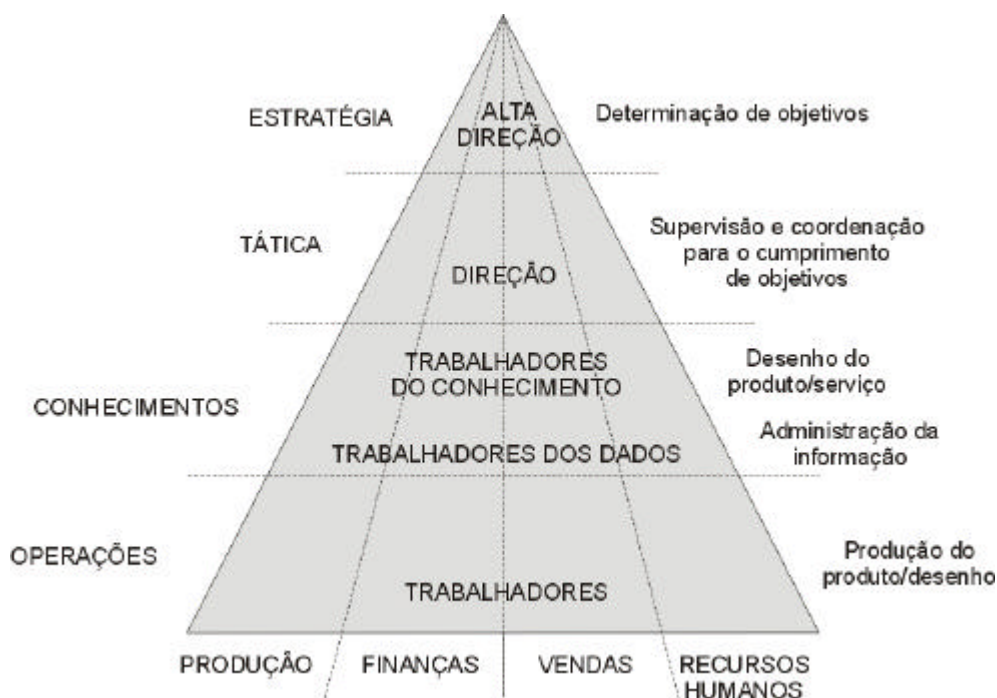 ESTRATÉGIA
ALTA
DIREÇÃO
Determinação de objetivos
TÁTICA
DIREÇÃO
Supervisão e coordenação
para o cumprimento
de objetivos
CONHECIMENTOS
TRABALHADORES
DO CONHECIMENTO
Desenho do
produto/serviço
TRABALHADORES DOS DADOS
Administração da
informação
OPERAÇÕES
TRABALHADORES
Produção do
produto/desenho
PRODUÇÃO
FINANÇAS
VENDAS
RECURSOS
HUMANOS